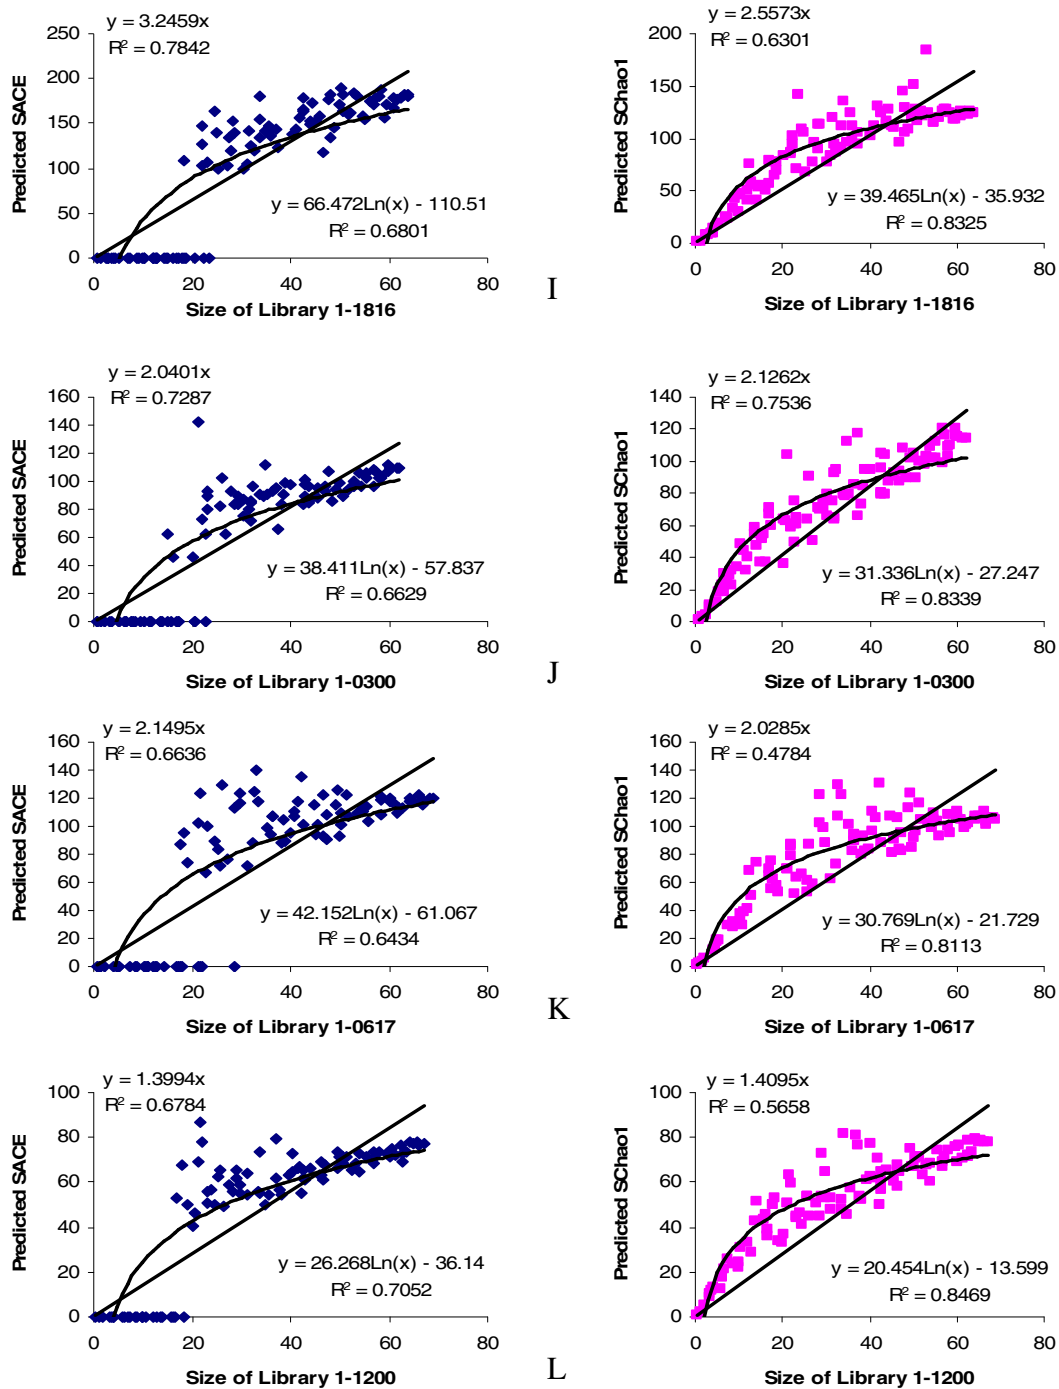 y = 3.2459x
R² = 0.7842
250
200
150
100
50
0
Predicted SACE
y = 66.472Ln(x) - 110.51
R² = 0.6801
0 20 40 60 80
Size of Library 1-1816
y = 2.5573x
R² = 0.6301
200
150
100
50
0
Predicted SChao1
y = 39.465Ln(x) - 35.932
R² = 0.8325
0 20 40 60 80
Size of Library 1-1816
I
y = 2.0401x
R² = 0.7287
160
140
120
100
80
60
40
20
0
Predicted SACE
y = 38.411Ln(x) - 57.837
R² = 0.6629
0 20 40 60 80
Size of Library 1-0300
y = 2.1262x
R² = 0.7536
140
120
100
80
60
40
20
0
Predicted SChao1
y = 31.336Ln(x) - 27.247
R² = 0.8339
0 20 40 60 80
Size of Library 1-0300
J
y = 2.1495x
R² = 0.6636
160
140
120
100
80
60
40
20
0
Predicted SACE
y = 42.152Ln(x) - 61.067
R² = 0.6434
0 20 40 60 80
Size of Library 1-0617
y = 2.0285x
R² = 0.4784
160
140
120
100
80
60
40
20
0
Predicted SChao1
y = 30.769Ln(x) - 21.729
R² = 0.8113
0 20 40 60 80
Size of Library 1-0617
K
y = 1.3994x
R² = 0.6784
100
80
60
40
20
0
Predicted SACE
y = 26.268Ln(x) - 36.14
R² = 0.7052
0 20 40 60 80
Size of Library 1-1200
y = 1.4095x
R² = 0.5658
100
80
60
40
20
0
Predicted SChao1
y = 20.454Ln(x) - 13.599
R² = 0.8469
0 20 40 60 80
Size of Library 1-1200
L